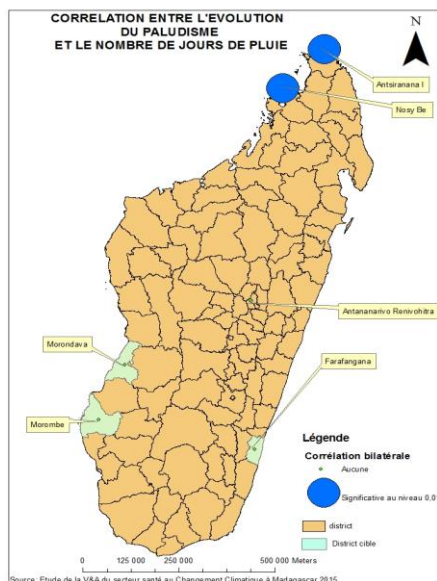 CORRELATION ENTRE L'EVOLUTION
DU PALUDISME
ET LE NOMBRE DE JOURS DE PLUIE
N
Antsiranana I
Nosy Be
Antananarivo Renivohitra
Morondava
Farafangana
Morombe
Légende
Corrélation bilatérale
Aucune
Significative au niveau 0,01
district
District cible
0 125 000 250 000 500 000 Meters
Source: Etude de la V&A du secteur santé au Changement Climatique à Madagascar 2015